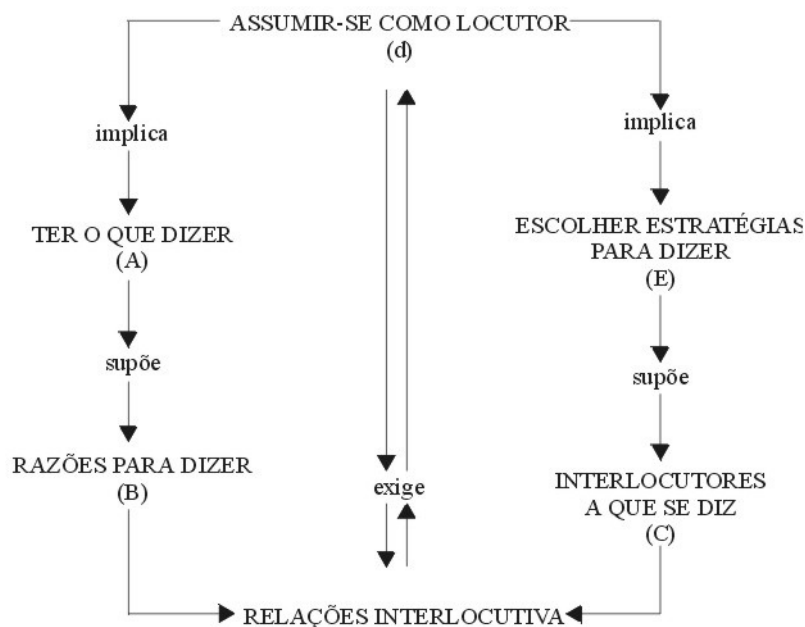 ASSUMIR-SE COMO LOCUTOR
(d)
implica
implica
TER O QUE DIZER
(A)
ESCOLHER ESTRATÉGIAS
PARA DIZER
(E)
supõe
supõe
RAZÕES PARA DIZER
(B)
exige
INTERLOCUTORES
A QUE SE DIZ
(C)
RELAÇÕES INTERLOCUTIVA